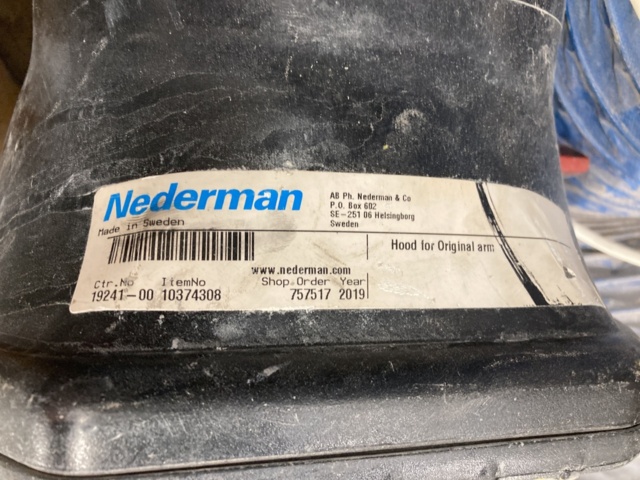 Nederman
Made in Sweden
AB Ph. Nederman & Co
P.O. Box 602
SE-251 06 Helsingborg
Sweden
Hood for Original arm
www.nederman.com
Ctr.No ItemNo Shop Order Year
19241-00 10374308 757517 2019